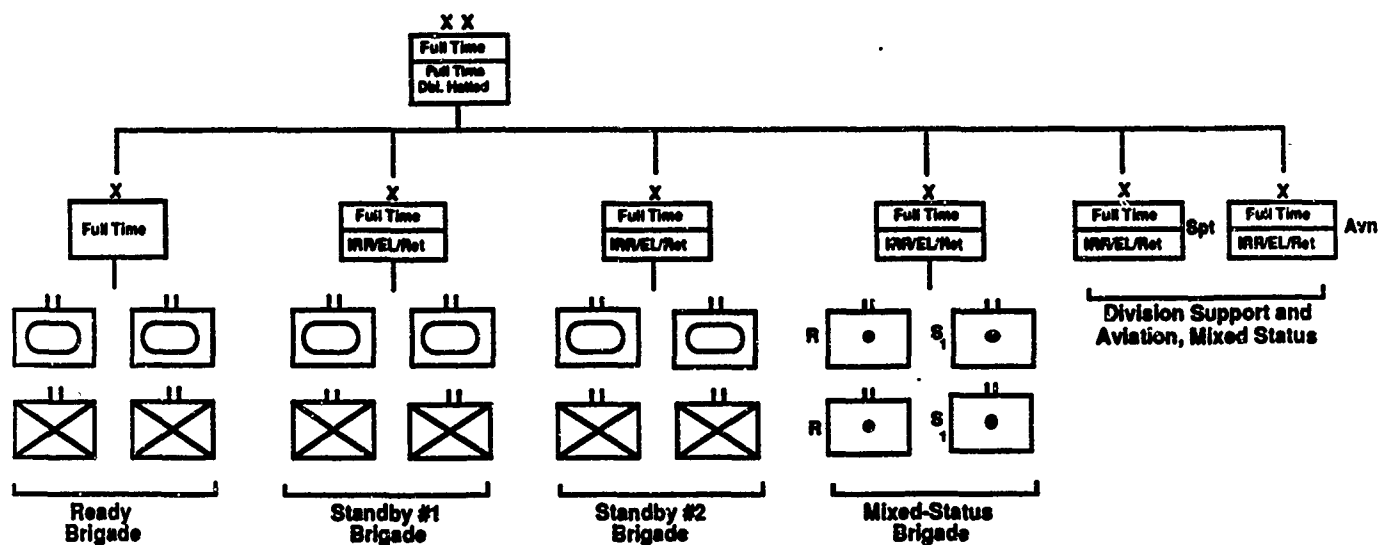 X X
Full Time
Full Time
Dbl. Hatted
X
X
X
X
X
X
Full Time
Full Time
IRR/EL/Ret
Full Time
IRR/EL/Ret
Full Time
IRR/EL/Ret
Full Time
IRR/EL/Ret
Spt
Full Time
IRR/EL/Ret
Avn
R
S1
R
S1
Division Support and
Aviation, Mixed Status
Ready
Brigade
Standby #1
Brigade
Standby #2
Brigade
Mixed-Status
Brigade